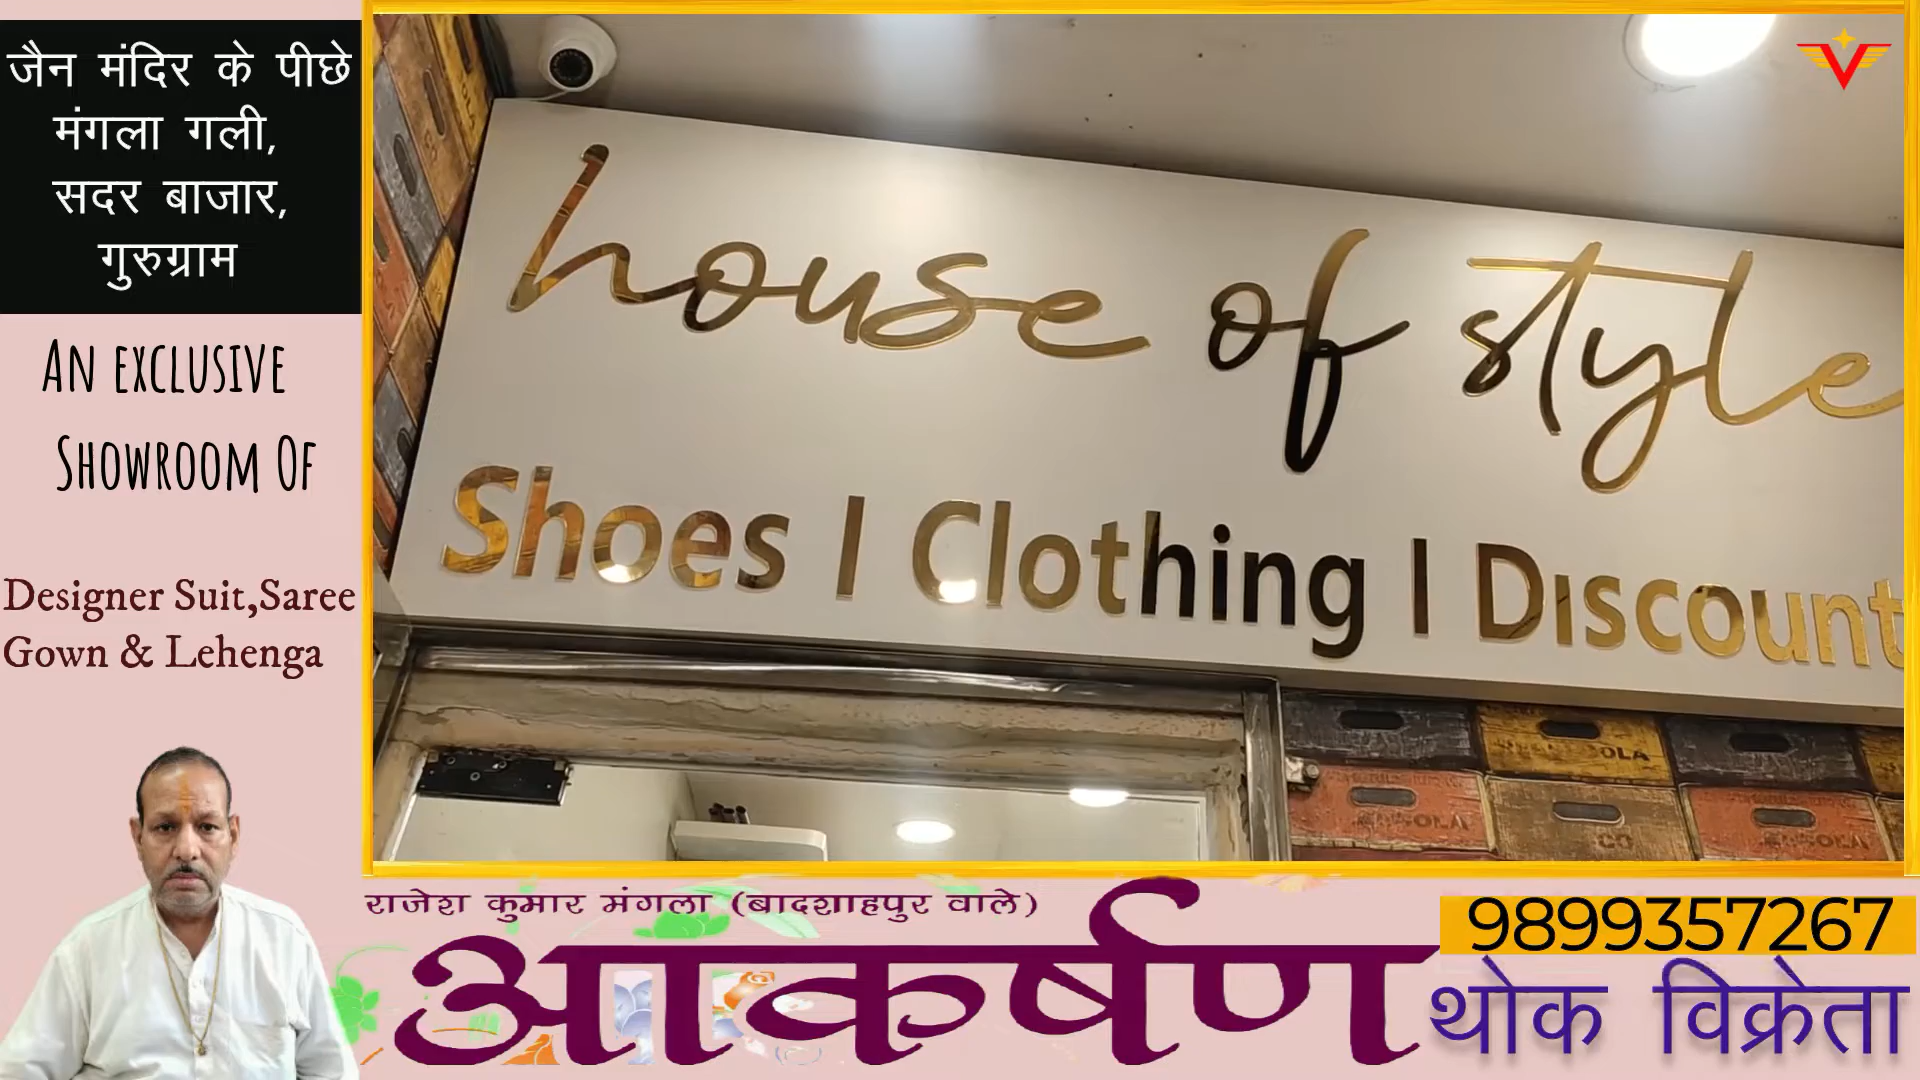 जैन मंदिर के पीछे
मंगला गली,
सदर बाजार,
गुरुग्राम
An exclusive
Showroom Of
Designer Suit,Saree
Gown & Lehenga
house of style
Shoes | Clothing | Discount
राजेश कुमार मंगला (बादशाहपुर वाले)
आकर्षण
9899357267
थोक विक्रेता